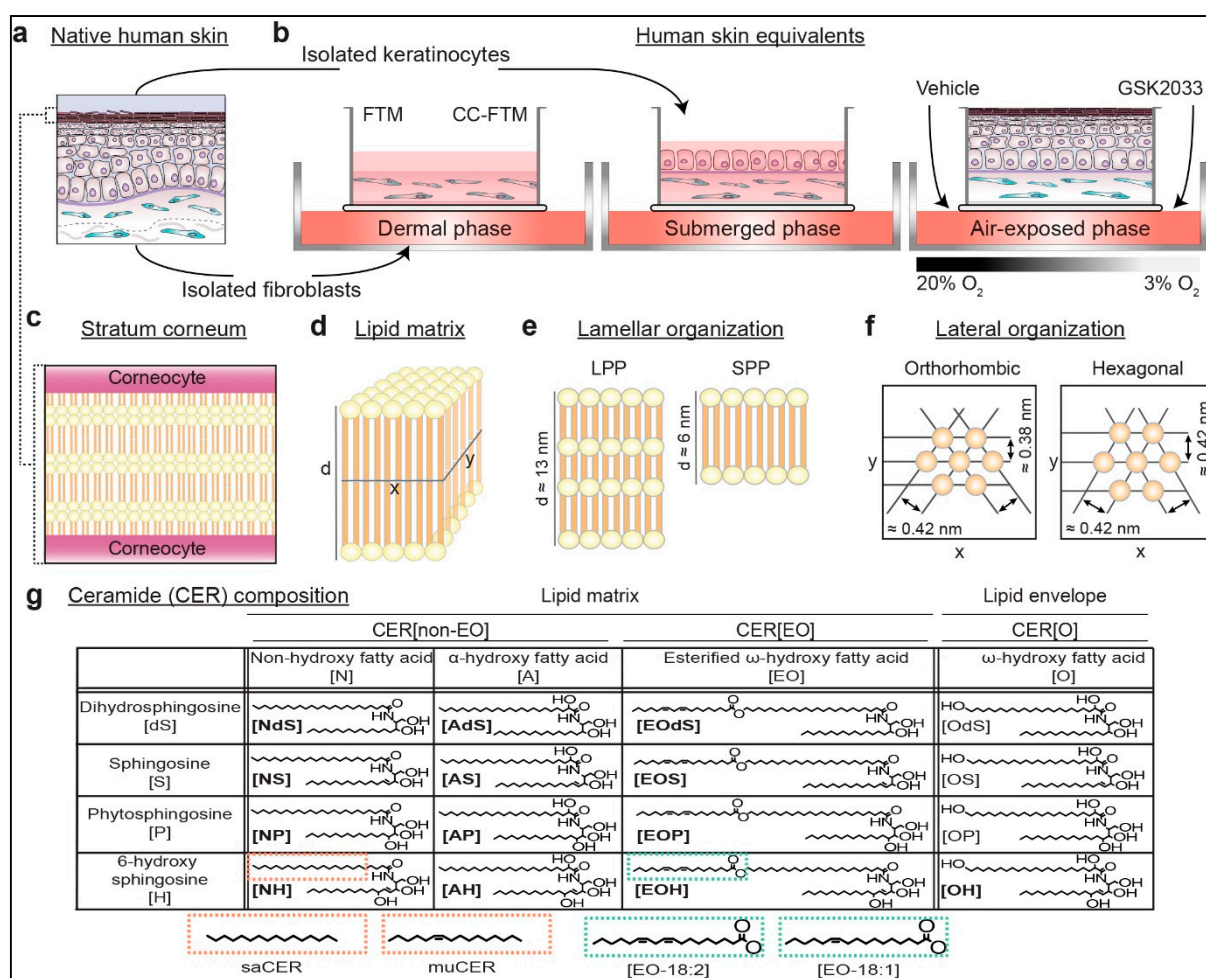 a Native human skin
b Human skin equivalents
Isolated keratinocytes
FTM CC-FTM
Vehicle GSK2033
Dermal phase
Submerged phase
Air-exposed phase
Isolated fibroblasts
20% O₂ 3% O₂
c Stratum corneum
Corneocyte
Corneocyte
d Lipid matrix
d
x
y
e Lamellar organization
LPP SPP
d ≈ 13 nm
d ≈ 6 nm
f Lateral organization
Orthorhombic Hexagonal
y
≈ 0.38 nm
≈ 0.42 nm
x
y
≈ 0.42 nm
≈ 0.42 nm
x
g Ceramide (CER) composition
Lipid matrix Lipid envelope
CER[non-EO] CER[EO] CER[O]
Non-hydroxy fatty acid α-hydroxy fatty acid Esterified ω-hydroxy fatty acid ω-hydroxy fatty acid
[N] [A] [EO] [O]
Dihydrosphingosine
[dS]
[NdS] [AdS] [EOdS] [OdS]
Sphingosine
[S]
[NS] [AS] [EOS] [OS]
Phytosphingosine
[P]
[NP] [AP] [EOP] [OP]
6-hydroxy
sphingosine
[H]
[NH] [AH] [EOH] [OH]
saCER muCER [EO-18:2] [EO-18:1]